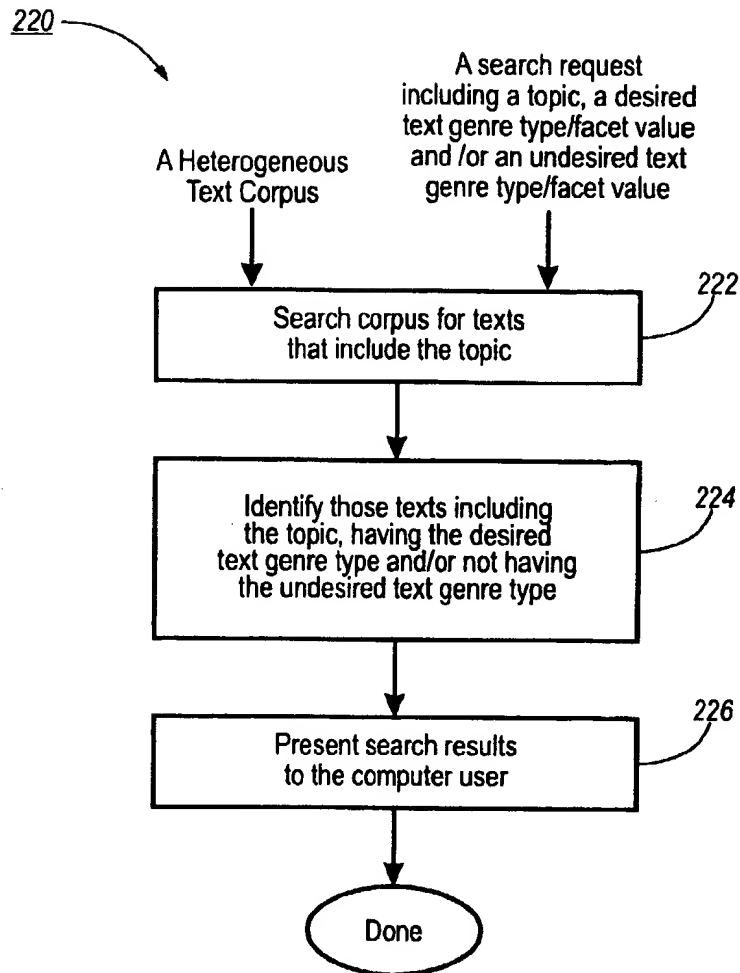 220
A search request
including a topic, a desired
text genre type/facet value
and /or an undesired text
genre type/facet value
A Heterogeneous
Text Corpus
222
Search corpus for texts
that include the topic
224
Identify those texts including
the topic, having the desired
text genre type and/or not having
the undesired text genre type
226
Present search results
to the computer user
Done